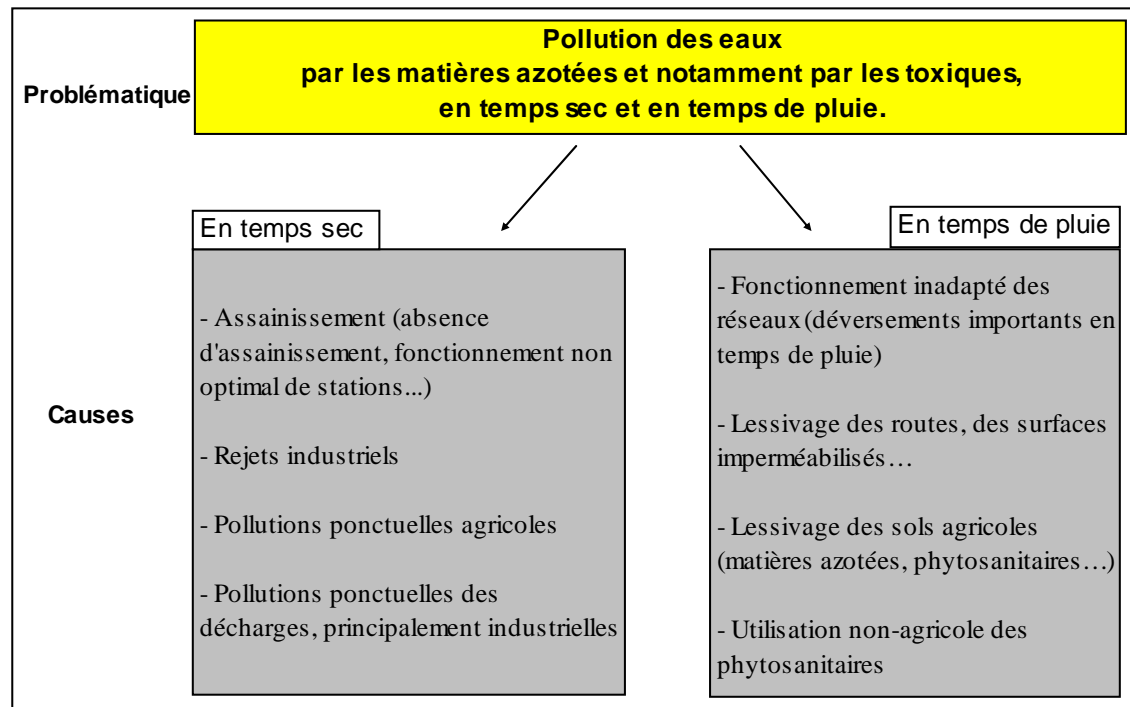 Problématique
Pollution des eaux
par les matières azotées et notamment par les toxiques,
en temps sec et en temps de pluie.
Causes
En temps sec
- Assainissement (absence
d'assainissement, fonctionnement non
optimal de stations...)
- Rejets industriels
- Pollutions ponctuelles agricoles
- Pollutions ponctuelles des
décharges, principalement industrielles
En temps de pluie
- Fonctionnement inadapté des
réseaux (déversements importants en
temps de pluie)
- Lessivage des routes, des surfaces
imperméabilisés…
- Lessivage des sols agricoles
(matières azotées, phytosanitaires…)
- Utilisation non-agricole des
phytosanitaires